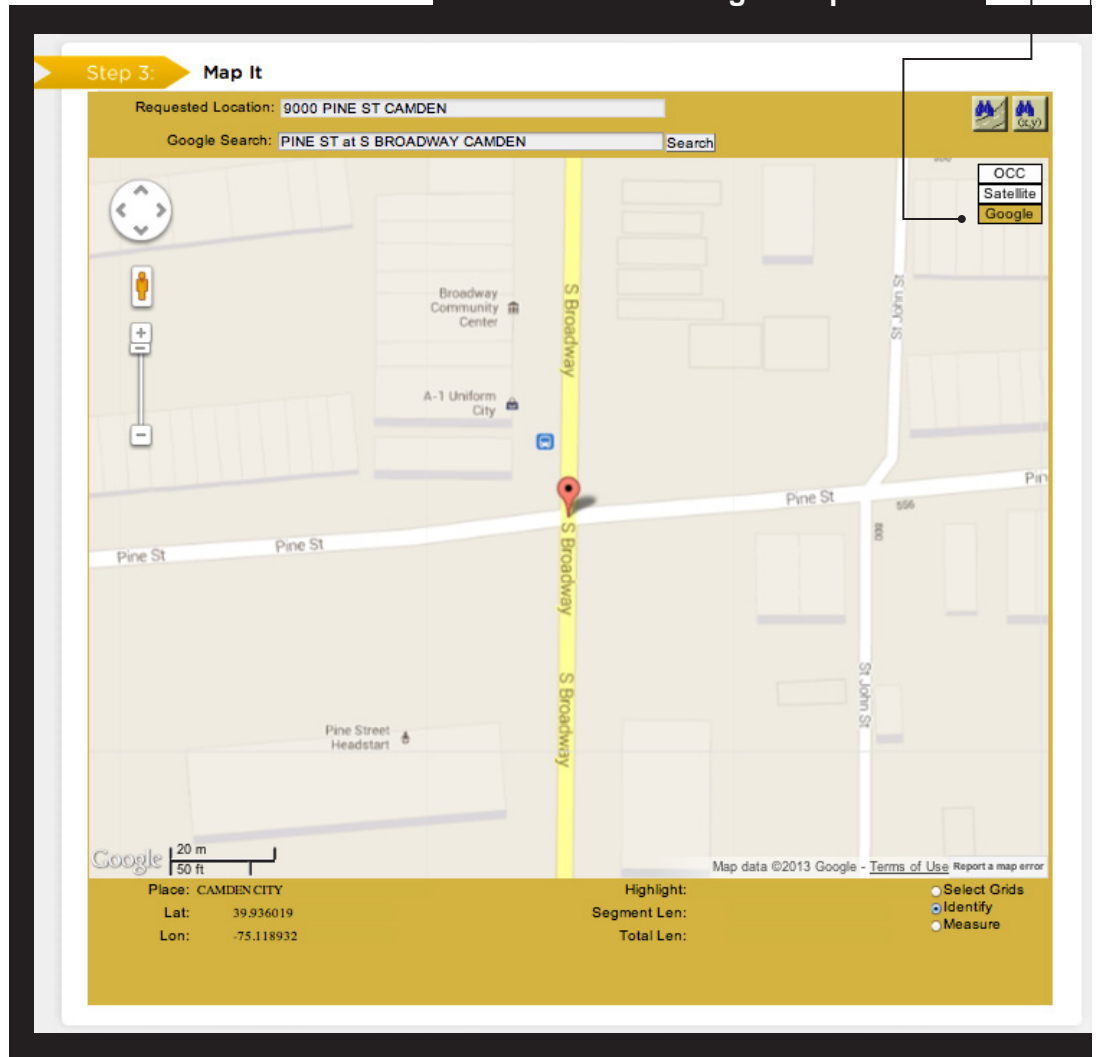 Step 3:
Map It
Requested Location: 9000 PINE ST CAMDEN
Google Search: PINE ST at S BROADWAY CAMDEN Search
(x,y)
OCC
Satellite
Google
Broadway
Community
Center
S Broadway
St John St
A-1 Uniform
City
Pine St
556
800
Pine St
Pine St
S Broadway
St John St
S Broadway
Pine Street
Headstart
Google
20 m
50 ft
Map data ©2013 Google - Terms of Use Report a map error
Place: CAMDEN CITY
Highlight:
Select Grids
Lat: 39.936019
Segment Len:
Identify
Lon: -75.118932
Total Len:
Measure